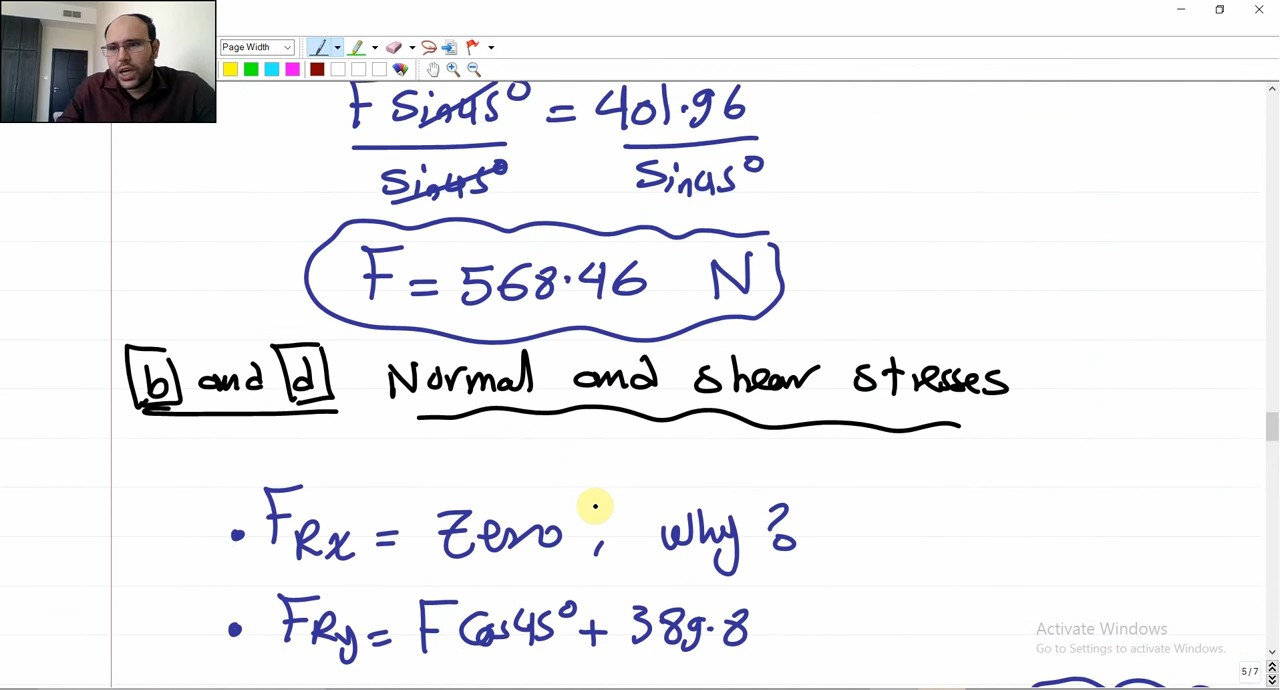 Page Width
F Sin45° = 401.96
Sin45° Sin45°
F = 568.46 N
b and d Normal and shear stresses
• FRx = Zero, why?
• FRy = F Cos45° + 389.8
Activate Windows
Go to Settings to activate Windows.
5 / 7